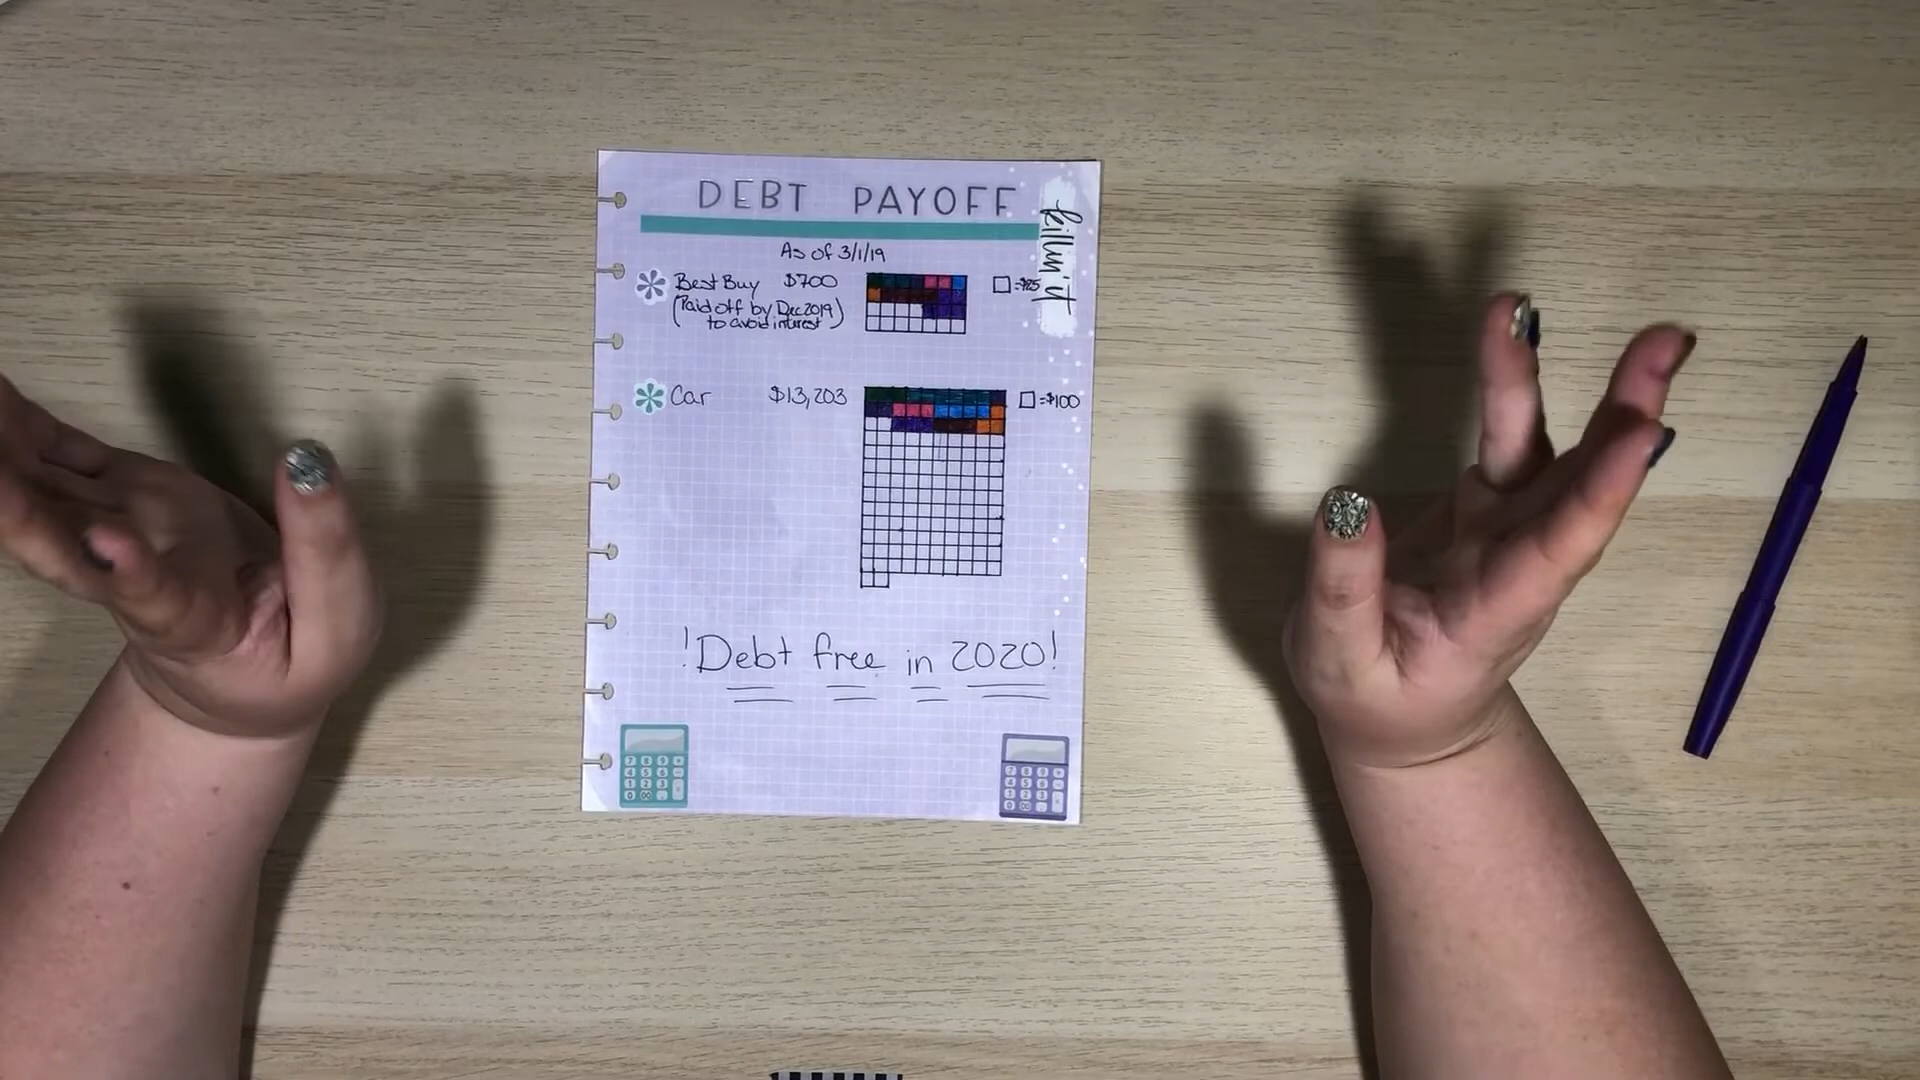 DEBT PAYOFF
killin' it
As of 3/1/19
Best Buy $700
□=$25
(Paid off by Dec 2019
to avoid interest)
Car $13,203
□=$100
!Debt free in 2020!